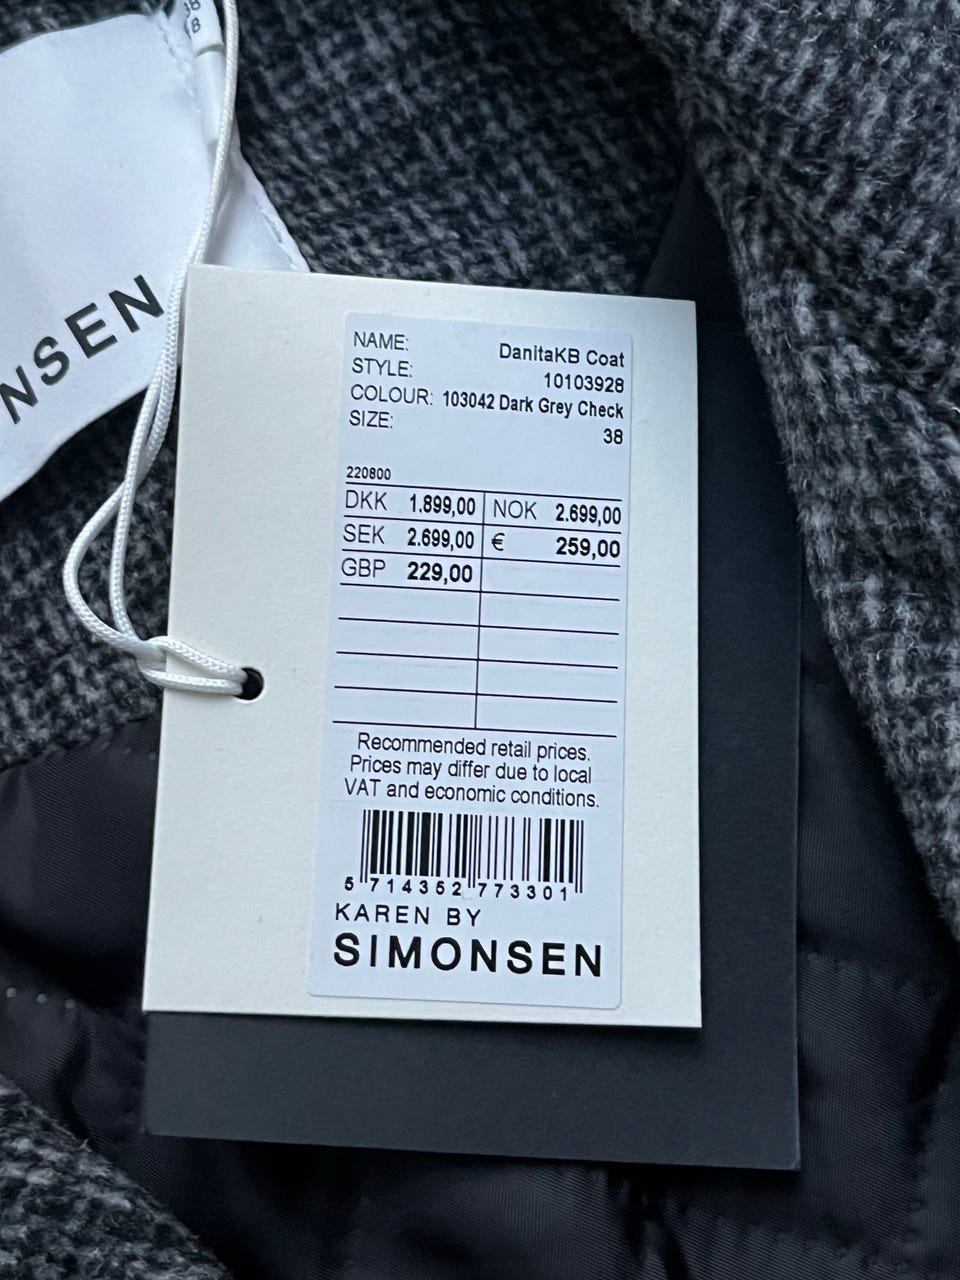 38
NSEN
NAME: DanitaKB Coat
STYLE: 10103928
COLOUR: 103042 Dark Grey Check
SIZE: 38
220800
DKK 1.899,00 NOK 2.699,00
SEK 2.699,00 € 259,00
GBP 229,00
Recommended retail prices.
Prices may differ due to local
VAT and economic conditions.
5 714352 773301
KAREN BY
SIMONSEN